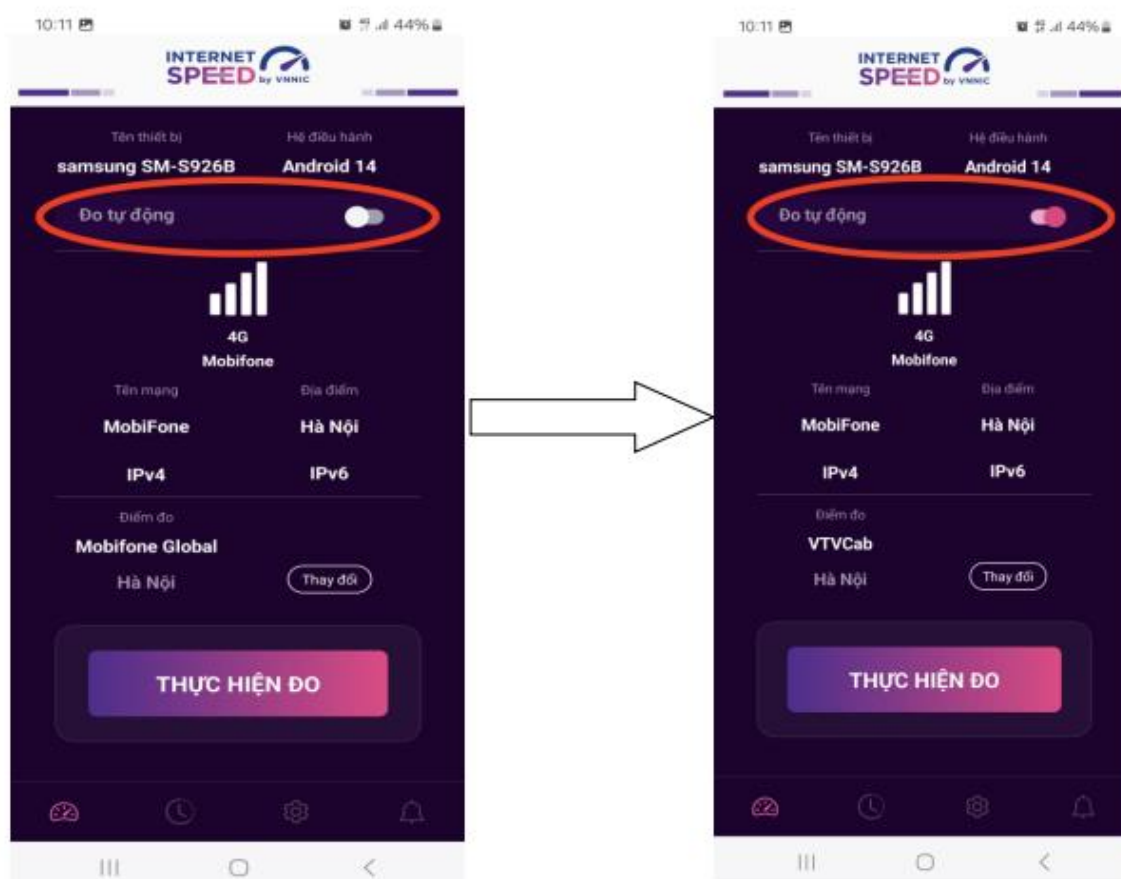 10:11
44%
INTERNET
SPEED by VNNIC
Tên thiết bị
Hệ điều hành
samsung SM-S926B
Android 14
Đo tự động
4G
Mobifone
Tên mạng
Địa điểm
MobiFone
Hà Nội
IPv4
IPv6
Điểm đo
Mobifone Global
Hà Nội
Thay đổi
THỰC HIỆN ĐO
10:11
44%
INTERNET
SPEED by VNNIC
Tên thiết bị
Hệ điều hành
samsung SM-S926B
Android 14
Đo tự động
4G
Mobifone
Tên mạng
Địa điểm
MobiFone
Hà Nội
IPv4
IPv6
Điểm đo
VTVCab
Hà Nội
Thay đổi
THỰC HIỆN ĐO